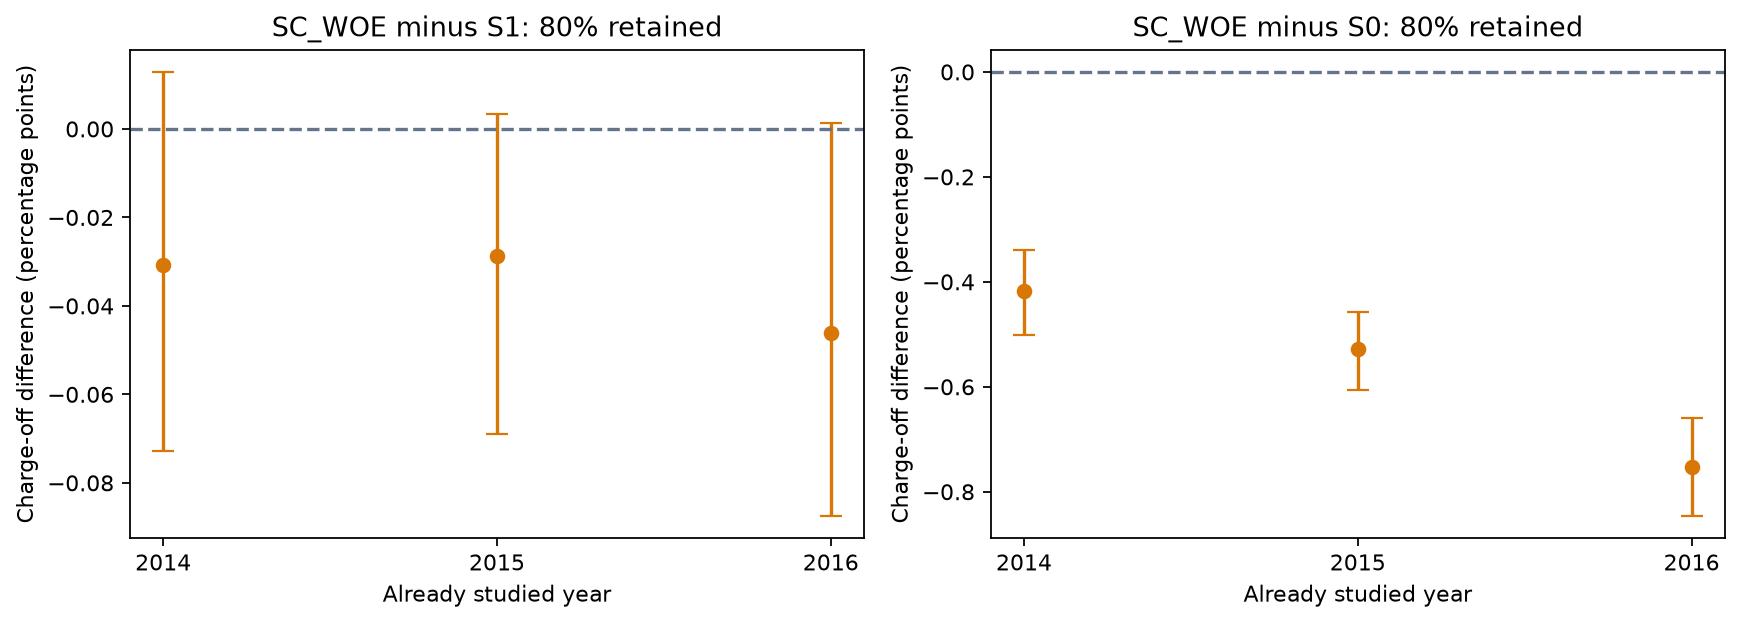 SC_WOE minus S1: 80% retained
Charge-off difference (percentage points)
0.00
−0.02
−0.04
−0.06
−0.08
2014
2015
2016
Already studied year
SC_WOE minus S0: 80% retained
Charge-off difference (percentage points)
0.0
−0.2
−0.4
−0.6
−0.8
2014
2015
2016
Already studied year